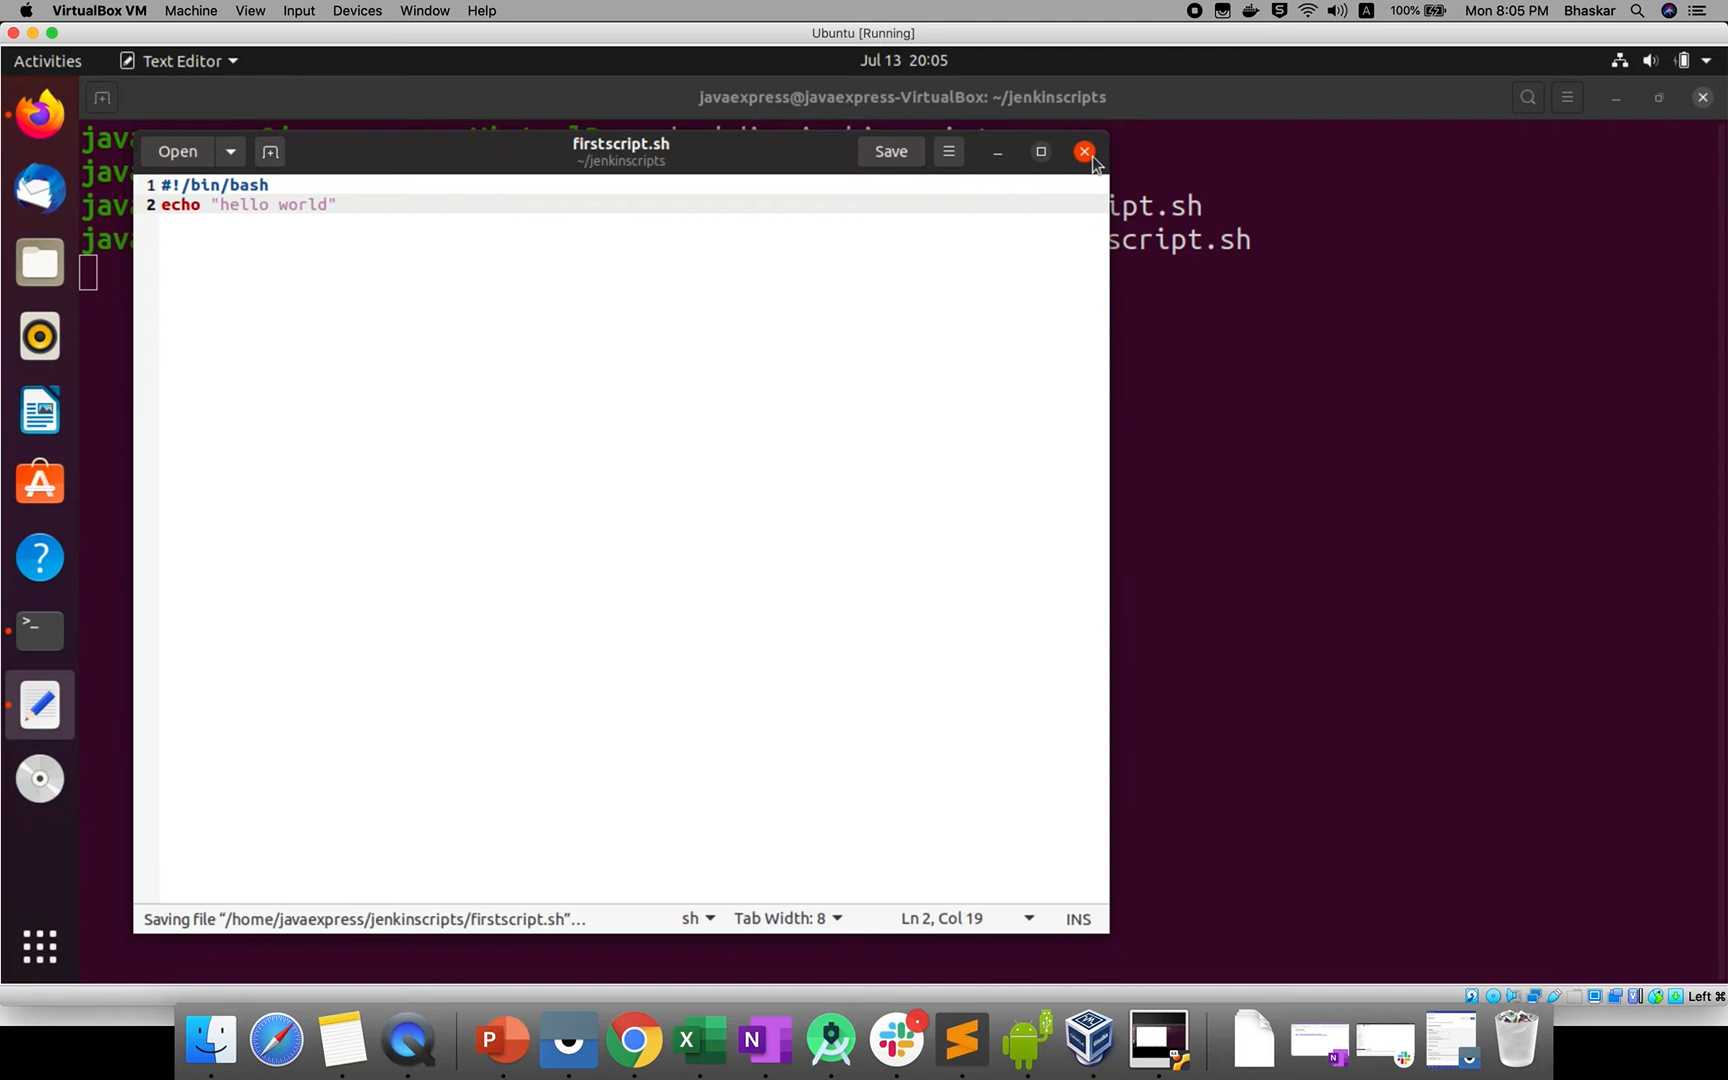 VirtualBox VM Machine View Input Devices Window Help 100% Mon 8:05 PM Bhaskar
Ubuntu [Running]
Activities Text Editor Jul 13 20:05
javaexpress@javaexpress-VirtualBox: ~/jenkinscripts
Open firstscript.sh Save
~/jenkinscripts
1 #!/bin/bash
2 echo "hello world"
ipt.sh
script.sh
Saving file “/home/javaexpress/jenkinscripts/firstscript.sh”… sh Tab Width: 8 Ln 2, Col 19 INS
Left ⌘